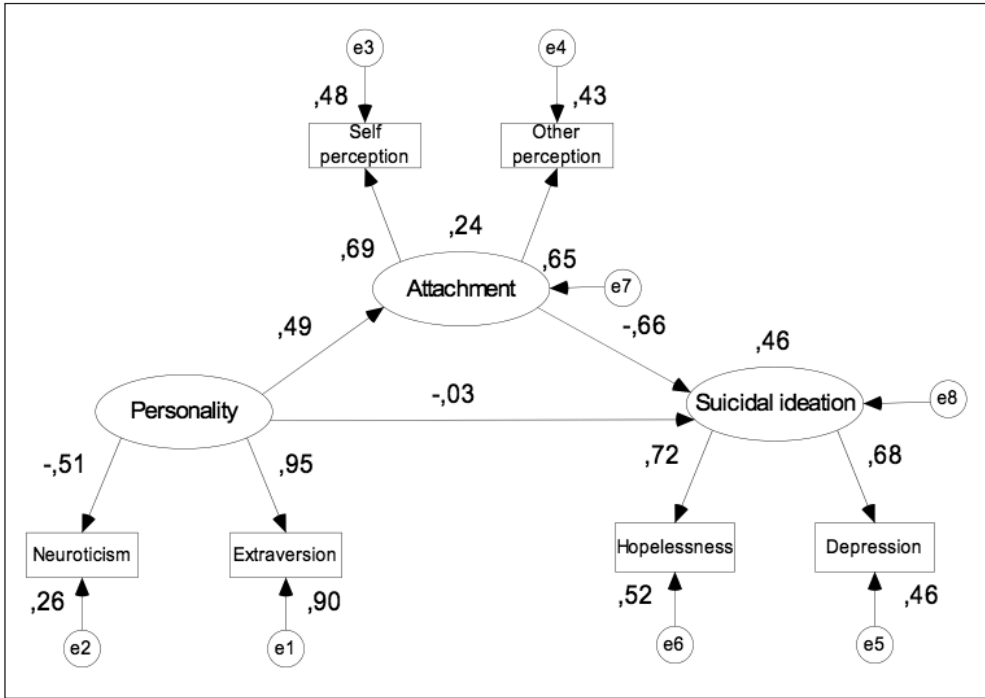 e3
e4
,48
,43
Self
perception
Other
perception
,24
,69
,65
Attachment
e7
,49
-,66
,46
-,03
Personality
Suicidal ideation
e8
-,51
,95
,72
,68
Neuroticism
Extraversion
Hopelessness
Depression
,26
,90
,52
,46
e2
e1
e6
e5